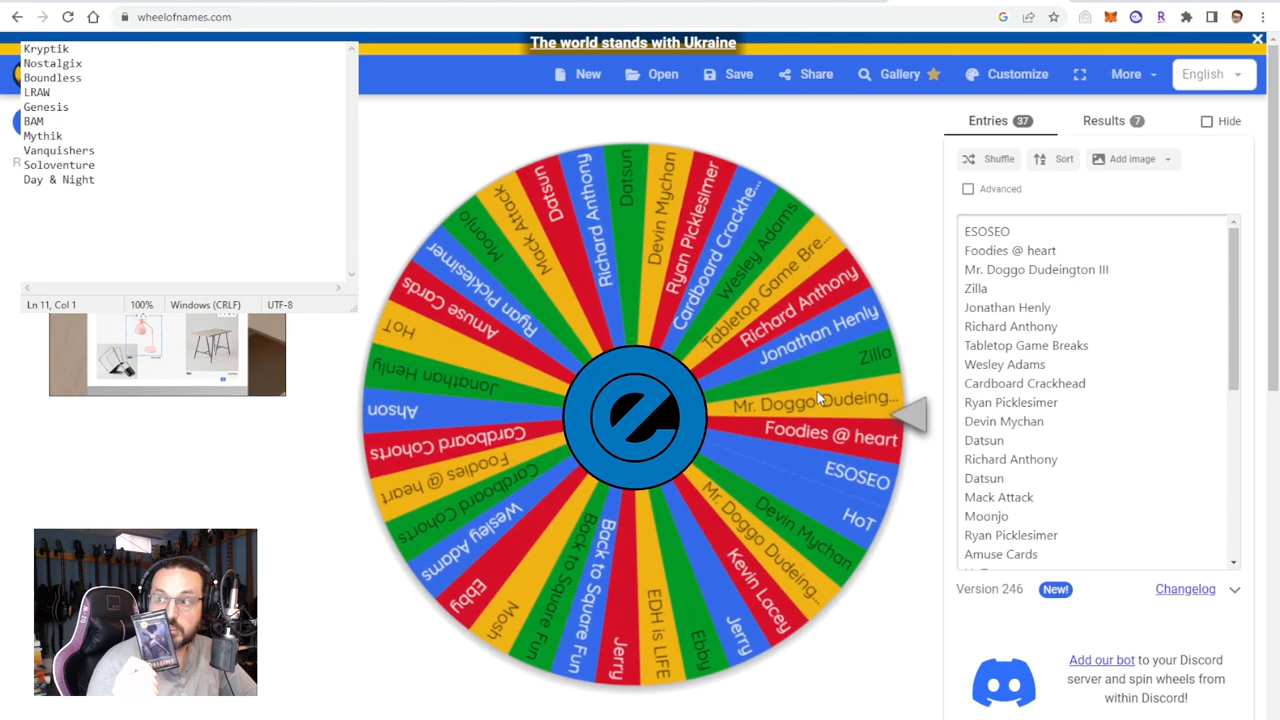 wheelofnames.com
The world stands with Ukraine
Kryptik
Nostalgix
Boundless
LRAW
Genesis
BAM
Mythik
Vanquishers
Soloventure
Day & Night
Ln 11, Col 1
100%
Windows (CRLF)
UTF-8
New
Open
Save
Share
Gallery
Customize
More
English
Entries 37
Results 7
Hide
Shuffle
Sort
Add image
Advanced
ESOSEO
Foodies @ heart
Mr. Doggo Dudeington III
Zilla
Jonathan Henly
Richard Anthony
Tabletop Game Breaks
Wesley Adams
Cardboard Crackhead
Ryan Picklesimer
Devin Mychan
Datsun
Richard Anthony
Datsun
Mack Attack
Moonjo
Ryan Picklesimer
Amuse Cards
Datsun
Devin Mychan
Ryan Picklesimer
Cardboard Crackhe...
Wesley Adams
Tabletop Game Bre...
Richard Anthony
Jonathan Henly
Zilla
Mr. Doggo Dudeing...
Foodies @ heart
ESOSEO
HoT
Devin Mychan
Mr. Doggo Dudeing...
Kevin Lacey
Jerry
Ebby
EDH is LIFE
Jerry
Back to Square Fun
Back to Square Fun
Mosh
Ebby
Wesley Adams
Cardboard Cohorts
Foodies @ heart
Cardboard Cohorts
Ahson
Jonathan Henly
HoT
Amuse Cards
Ryan Picklesimer
Moonjo
Mack Attack
Datsun
Richard Anthony
e
Version 246
New!
Changelog
Add our bot to your Discord
server and spin wheels from
within Discord!